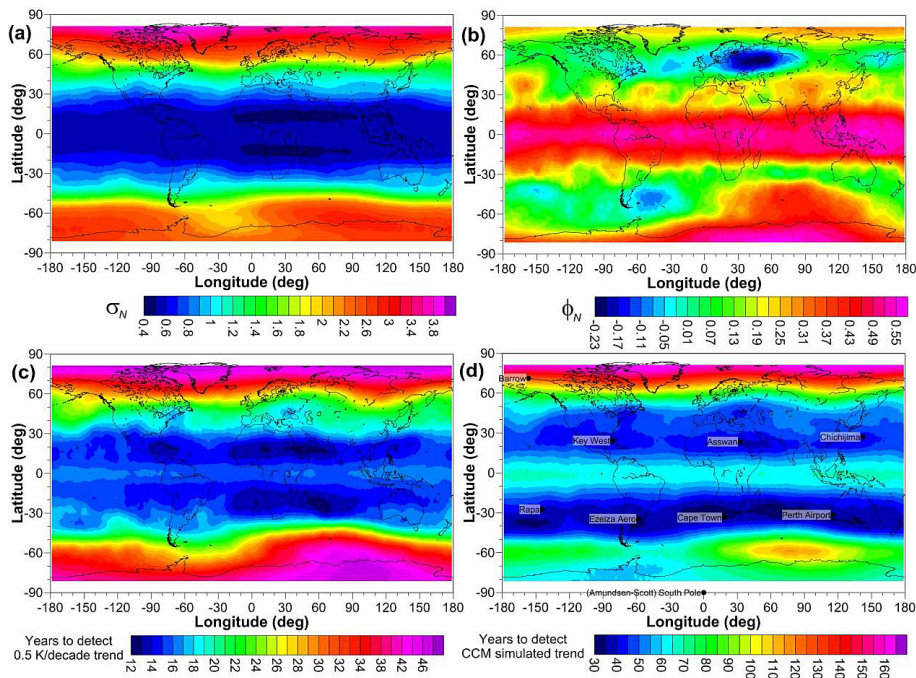 (a)
90
60
30
0
-30
-60
-90
Latitude (deg)
-180 -150 -120 -90 -60 -30 0 30 60 90 120 150 180
Longitude (deg)
σN
0.4 0.6 0.8 1 1.2 1.4 1.6 1.8 2 2.2 2.6 3 3.4 3.8
(b)
90
60
30
0
-30
-60
-90
Latitude (deg)
-180 -150 -120 -90 -60 -30 0 30 60 90 120 150 180
Longitude (deg)
ϕN
-0.23 -0.17 -0.11 -0.05 0.01 0.07 0.13 0.19 0.25 0.31 0.37 0.43 0.49 0.55
(c)
90
60
30
0
-30
-60
-90
Latitude (deg)
-180 -150 -120 -90 -60 -30 0 30 60 90 120 150 180
Longitude (deg)
Years to detect
0.5 K/decade trend
12 14 16 18 20 22 24 26 28 30 32 34 38 42 46
(d)
90
60
30
0
-30
-60
-90
Latitude (deg)
Barrow
Key West
Asswan
Chichijima
Rapa
Ezeiza Aero
Cape Town
Perth Airport
(Amundsen-Scott) South Pole
-180 -150 -120 -90 -60 -30 0 30 60 90 120 150 180
Longitude (deg)
Years to detect
CCM simulated trend
30 40 50 60 70 80 90 100 110 120 130 140 150 160